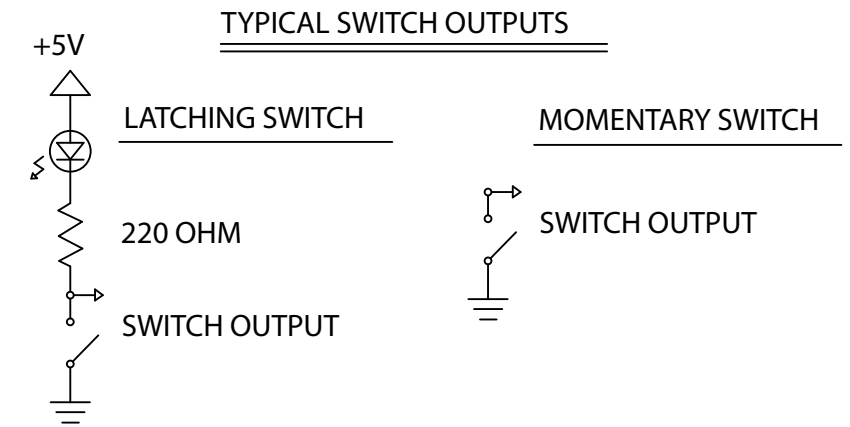 TYPICAL SWITCH OUTPUTS
+5V
LATCHING SWITCH
220 OHM
SWITCH OUTPUT
MOMENTARY SWITCH
SWITCH OUTPUT